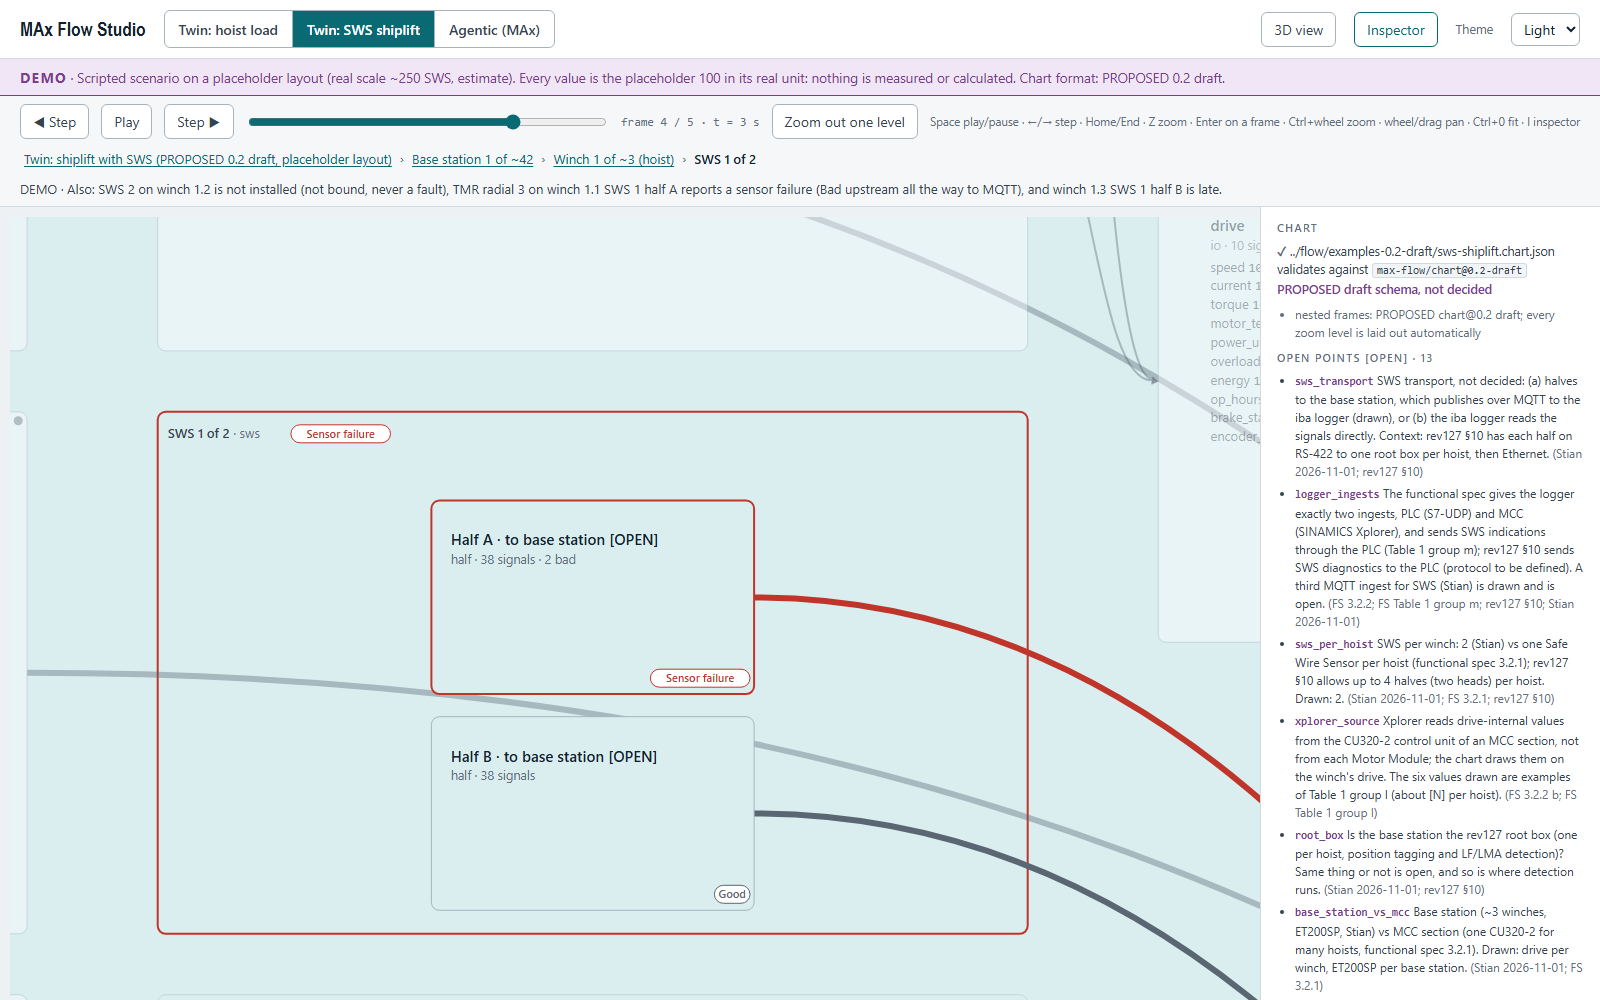 MAx Flow Studio
Twin: hoist load
Twin: SWS shiplift
Agentic (MAx)
3D view
Inspector
Theme
Light
DEMO · Scripted scenario on a placeholder layout (real scale ~250 SWS, estimate). Every value is the placeholder 100 in its real unit: nothing is measured or calculated. Chart format: PROPOSED 0.2 draft.
◀ Step
Play
Step ▶
frame 4 / 5 · t = 3 s
Zoom out one level
Space play/pause · ←/→ step · Home/End · Z zoom · Enter on a frame · Ctrl+wheel zoom · wheel/drag pan · Ctrl+0 fit · I inspector
Twin: shiplift with SWS (PROPOSED 0.2 draft, placeholder layout) › Base station 1 of ~42 › Winch 1 of ~3 (hoist) › SWS 1 of 2
DEMO · Also: SWS 2 on winch 1.2 is not installed (not bound, never a fault), TMR radial 3 on winch 1.1 SWS 1 half A reports a sensor failure (Bad upstream all the way to MQTT), and winch 1.3 SWS 1 half B is late.
drive
io · 10 sig
speed 10
current 1
torque 1
motor_te
power_u
overload
energy 1
op_hours
brake_sta
encoder_
SWS 1 of 2 · sws
Sensor failure
Half A · to base station [OPEN]
half · 38 signals · 2 bad
Sensor failure
Half B · to base station [OPEN]
half · 38 signals
Good
CHART
✓ ../flow/examples-0.2-draft/sws-shiplift.chart.json
validates against max-flow/chart@0.2-draft
PROPOSED draft schema, not decided
• nested frames: PROPOSED chart@0.2 draft; every
zoom level is laid out automatically
OPEN POINTS [OPEN] · 13
• sws_transport SWS transport, not decided: (a) halves
to the base station, which publishes over MQTT to the
iba logger (drawn), or (b) the iba logger reads the
signals directly. Context: rev127 §10 has each half on
RS-422 to one root box per hoist, then Ethernet. (Stian
2026-11-01; rev127 §10)
• logger_ingests The functional spec gives the logger
exactly two ingests, PLC (S7-UDP) and MCC
(SINAMICS Xplorer), and sends SWS indications
through the PLC (Table 1 group m); rev127 §10 sends
SWS diagnostics to the PLC (protocol to be defined). A
third MQTT ingest for SWS (Stian) is drawn and is
open. (FS 3.2.2; FS Table 1 group m; rev127 §10; Stian
2026-11-01)
• sws_per_hoist SWS per winch: 2 (Stian) vs one Safe
Wire Sensor per hoist (functional spec 3.2.1); rev127
§10 allows up to 4 halves (two heads) per hoist.
Drawn: 2. (Stian 2026-11-01; FS 3.2.1; rev127 §10)
• xplorer_source Xplorer reads drive-internal values
from the CU320-2 control unit of an MCC section, not
from each Motor Module; the chart draws them on
the winch's drive. The six values drawn are examples
of Table 1 group l (about [N] per hoist). (FS 3.2.2 b; FS
Table 1 group l)
• root_box Is the base station the rev127 root box (one
per hoist, position tagging and LF/LMA detection)?
Same thing or not is open, and so is where detection
runs. (Stian 2026-11-01; rev127 §10)
• base_station_vs_mcc Base station (~3 winches,
ET200SP, Stian) vs MCC section (one CU320-2 for
many hoists, functional spec 3.2.1). Drawn: drive per
winch, ET200SP per base station. (Stian 2026-11-01; FS
3.2.1)